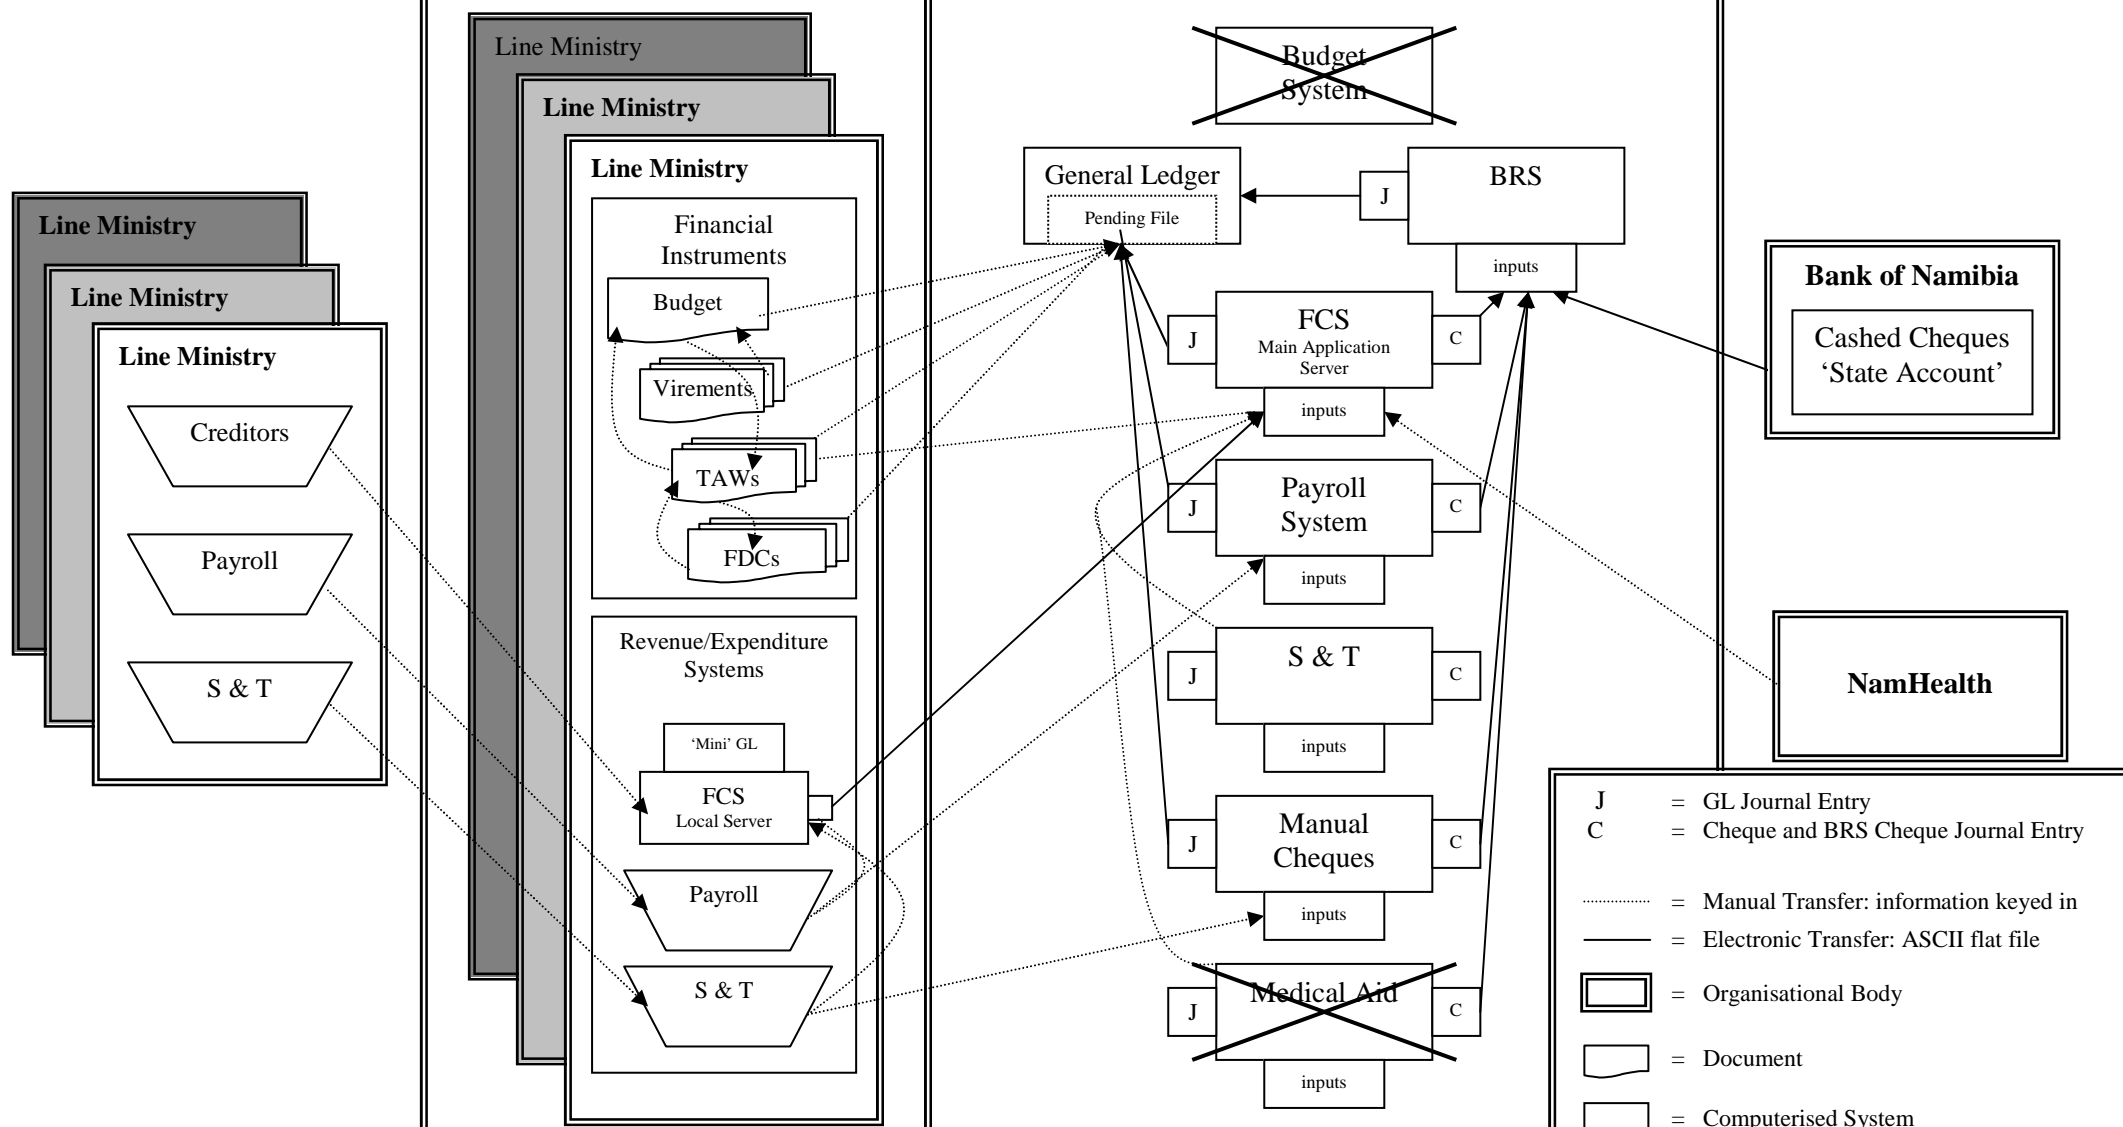 Line Ministry
Line Ministry
Line Ministry
Creditors
Payroll
S & T
Line Ministry
Line Ministry
Line Ministry
Financial
Instruments
Budget
Virements
TAWs
FDCs
Revenue/Expenditure
Systems
‘Mini’ GL
FCS
Local Server
Payroll
S & T
Budget
System
General Ledger
Pending File
J
BRS
inputs
J
FCS
Main Application
Server
C
inputs
J
Payroll
System
C
inputs
J
S & T
C
inputs
J
Manual
Cheques
C
inputs
J
Medical Aid
C
inputs
Bank of Namibia
Cashed Cheques
‘State Account’
NamHealth
J = GL Journal Entry
C = Cheque and BRS Cheque Journal Entry
= Manual Transfer: information keyed in
= Electronic Transfer: ASCII flat file
= Organisational Body
= Document
= Computerised System